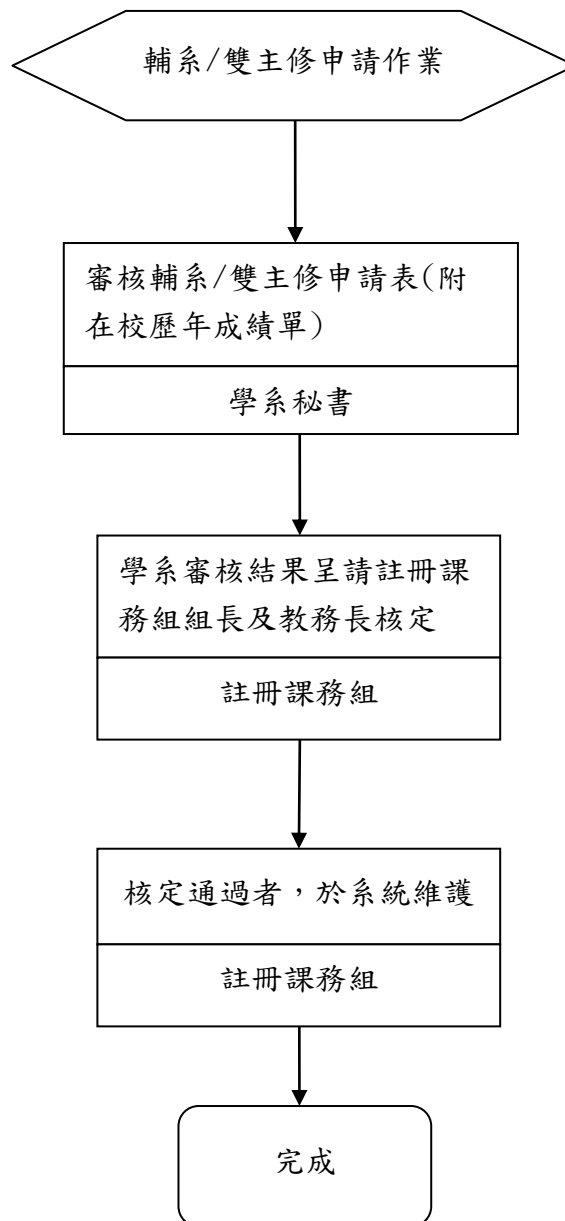 輔系/雙主修申請作業
審核輔系/雙主修申請表(附
在校歷年成績單)
學系秘書
學系審核結果呈請註冊課
務組組長及教務長核定
註冊課務組
核定通過者，於系統維護
註冊課務組
完成